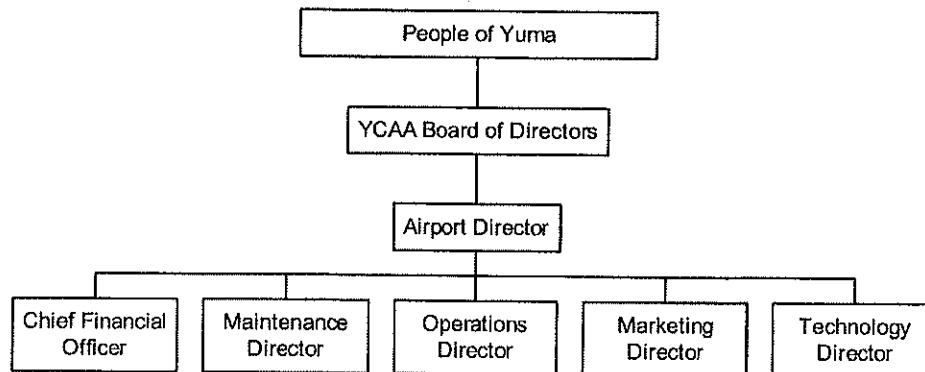 People of Yuma
YCAA Board of Directors
Airport Director
Chief Financial
Officer
Maintenance
Director
Operations
Director
Marketing
Director
Technology
Director